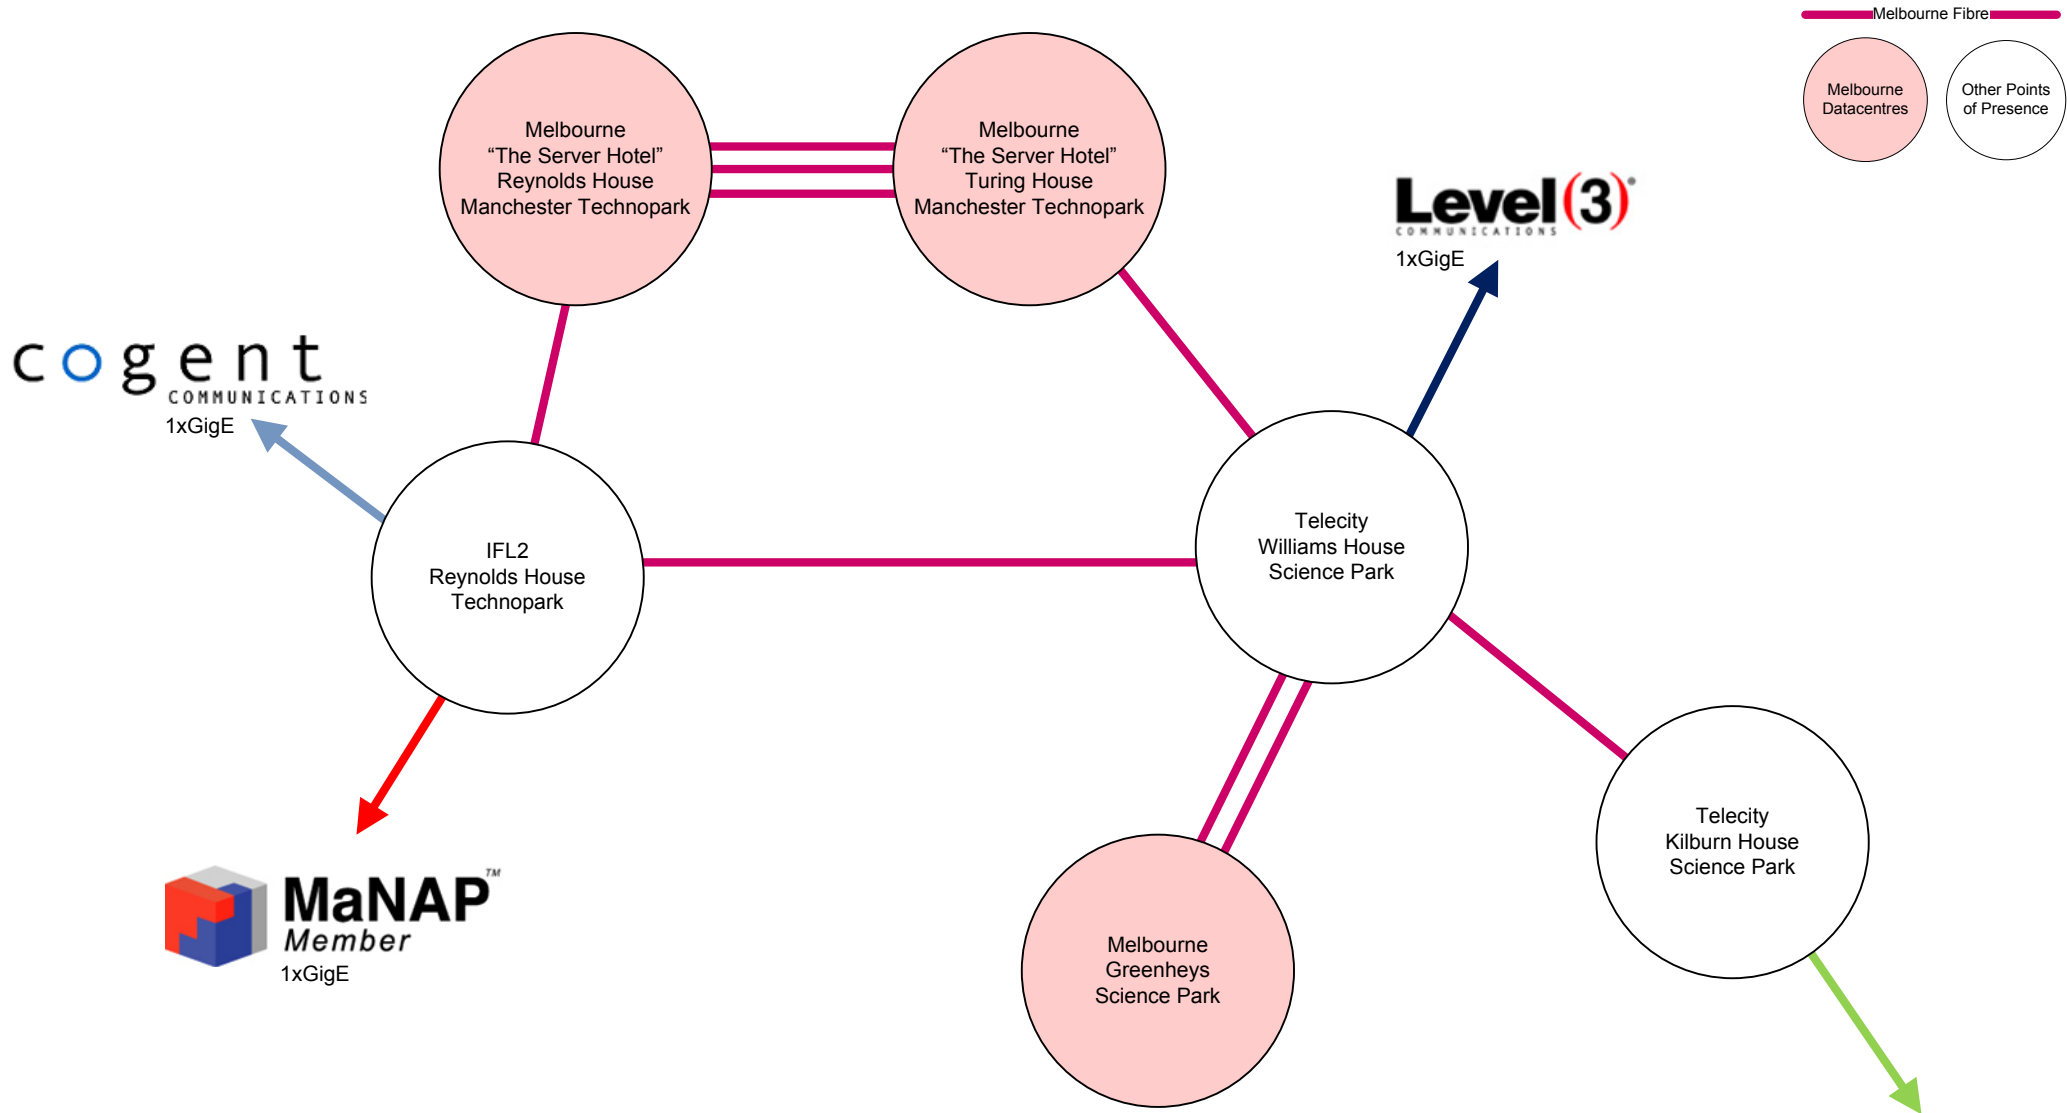 Melbourne Fibre
Melbourne
Datacentres
Other Points
of Presence
Melbourne
“The Server Hotel”
Reynolds House
Manchester Technopark
Melbourne
“The Server Hotel”
Turing House
Manchester Technopark
Level(3)®
COMMUNICATIONS
1xGigE
cogent
COMMUNICATIONS
1xGigE
IFL2
Reynolds House
Technopark
Telecity
Williams House
Science Park
MaNAP™
Member
1xGigE
Telecity
Kilburn House
Science Park
Melbourne
Greenheys
Science Park